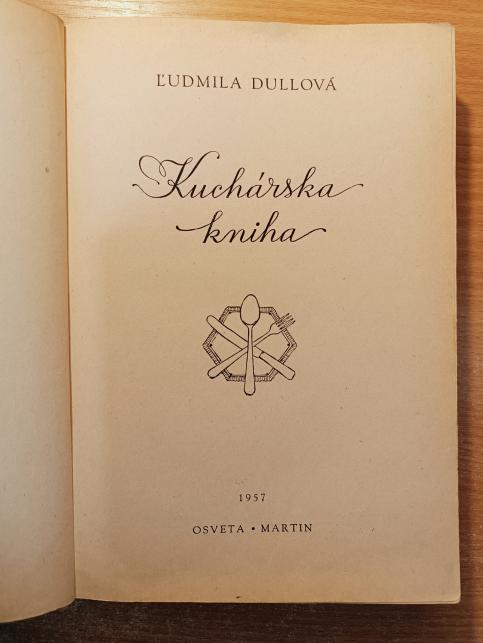 ĽUDMILA DULLOVÁ
Kuchárska
kniha
1957
OSVETA • MARTIN